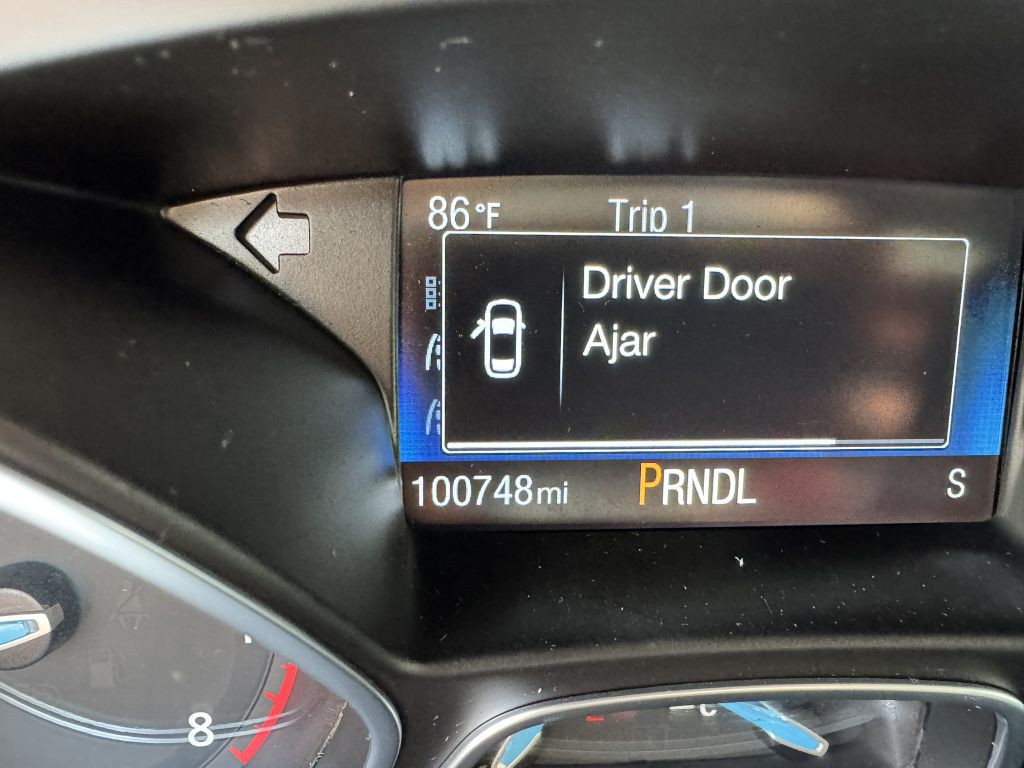 86°F Trip 1
Driver Door
Ajar
100748mi PRNDL S
8
C